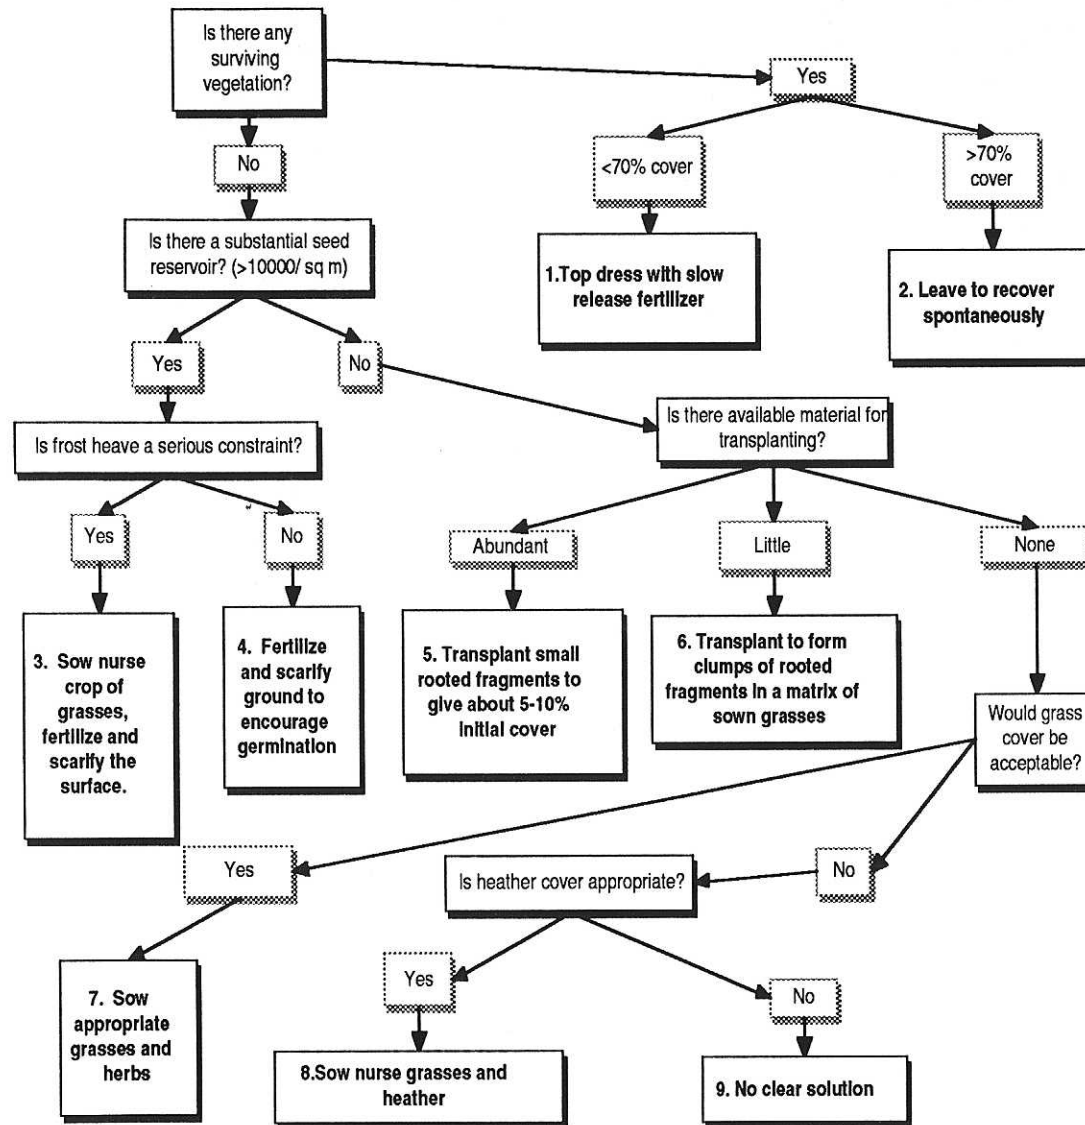 Is there any
surviving
vegetation?
Yes
No
<70% cover
>70%
cover
Is there a substantial seed
reservoir? (>10000/ sq m)
1.Top dress with slow
release fertilizer
2. Leave to recover
spontaneously
Yes
No
Is frost heave a serious constraint?
Is there available material for
transplanting?
Yes
No
Abundant
Little
None
3. Sow nurse
crop of
grasses,
fertilize and
scarify the
surface.
4. Fertilize
and scarify
ground to
encourage
germination
5. Transplant small
rooted fragments to
give about 5-10%
initial cover
6. Transplant to form
clumps of rooted
fragments in a matrix of
sown grasses
Would grass
cover be
acceptable?
Yes
Is heather cover appropriate?
No
Yes
No
7. Sow
appropriate
grasses and
herbs
8.Sow nurse grasses and
heather
9. No clear solution